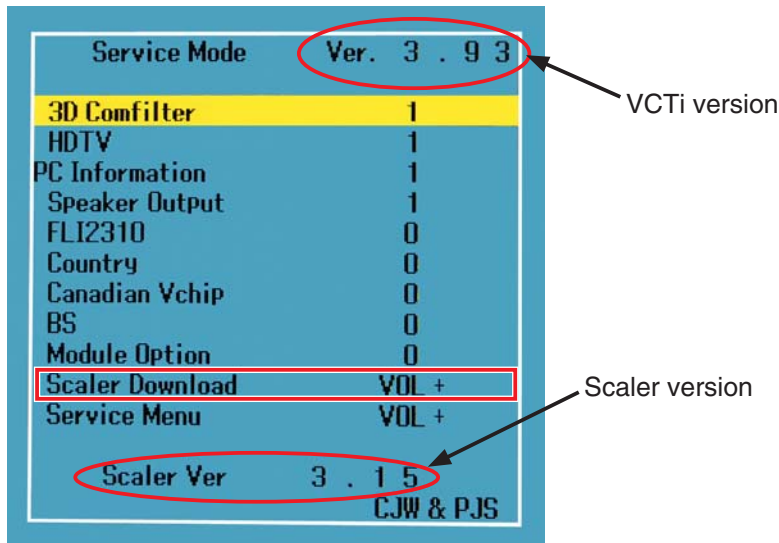 Service Mode Ver. 3 . 9 3
VCTi version
3D Comfilter 1
HDTV 1
PC Information 1
Speaker Output 1
FLI2310 0
Country 0
Canadian Vchip 0
BS 0
Module Option 0
Scaler Download VOL +
Scaler version
Service Menu VOL +
Scaler Ver 3 . 1 5
CJW & PJS